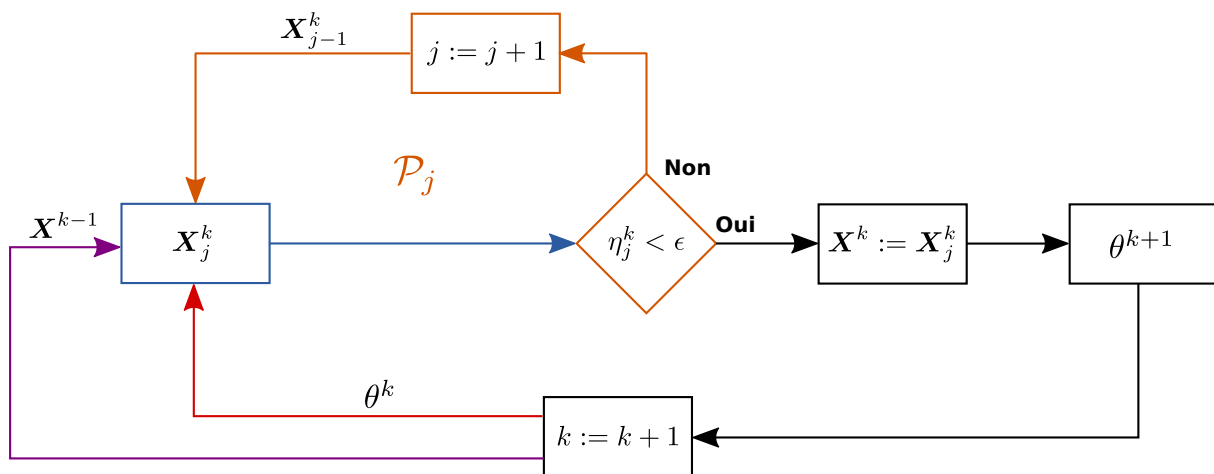 X^k_{j−1}
j := j + 1
P_j
Non
X^{k−1}
X^k_j
η^k_j < ϵ
Oui
X^k := X^k_j
θ^{k+1}
θ^k
k := k + 1